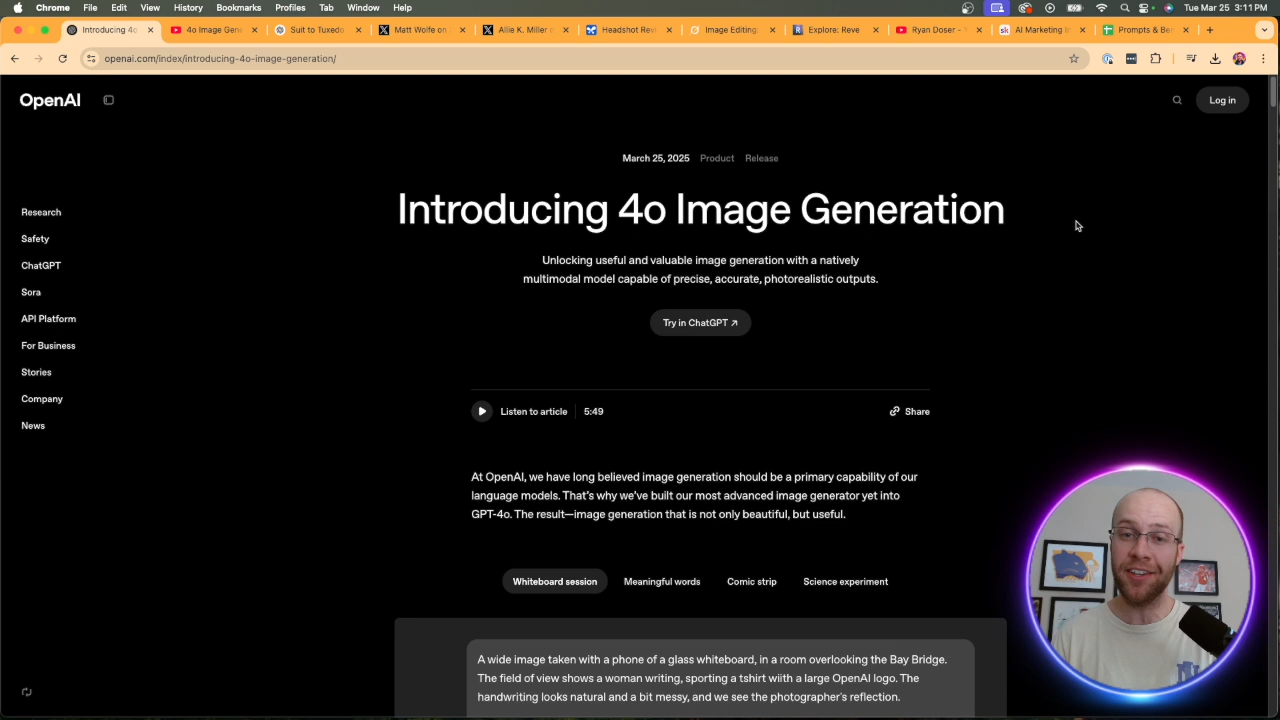 Chrome File Edit View History Bookmarks Profiles Tab Window Help Tue Mar 25 3:11 PM
Introducing 4o 4o Image Gene Suit to Tuxedo Matt Wolfe on Allie K. Miller Headshot Rev Image Editing: Explore: Reve Ryan Doser - AI Marketing Prompts & Be
openai.com/index/introducing-4o-image-generation/
OpenAI Log in
March 25, 2025 Product Release
Introducing 4o Image Generation
Research
Safety
ChatGPT
Sora
API Platform
For Business
Stories
Company
News
Unlocking useful and valuable image generation with a natively
multimodal model capable of precise, accurate, photorealistic outputs.
Try in ChatGPT ↗
Listen to article 5:49 Share
At OpenAI, we have long believed image generation should be a primary capability of our
language models. That's why we've built our most advanced image generator yet into
GPT-4o. The result—image generation that is not only beautiful, but useful.
Whiteboard session Meaningful words Comic strip Science experiment
A wide image taken with a phone of a glass whiteboard, in a room overlooking the Bay Bridge.
The field of view shows a woman writing, sporting a tshirt wiith a large OpenAI logo. The
handwriting looks natural and a bit messy, and we see the photographer's reflection.